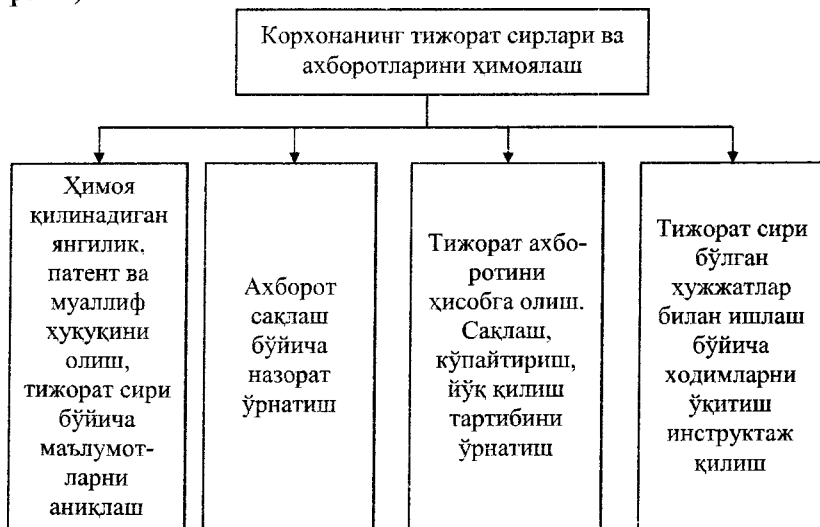 Корхонанинг тижорат сирлари ва
ахборотларини ҳимоялаш
Ҳимоя
қилинадиган
янгилик,
патент ва
муаллиф
ҳуқуқини
олиш,
тижорат сири
бўйича
маълумот-
ларни
аниқлаш
Ахборот
сақлаш
бўйича
назорат
ўрнатиш
Тижорат ахбо-
ротини
ҳисобга олиш.
Сақлаш,
кўпайтириш,
йўқ қилиш
тартибини
ўрнатиш
Тижорат сири
бўлган
ҳужжатлар
билан ишлаш
бўйича
ходимларни
ўқитиш
инструктаж
қилиш